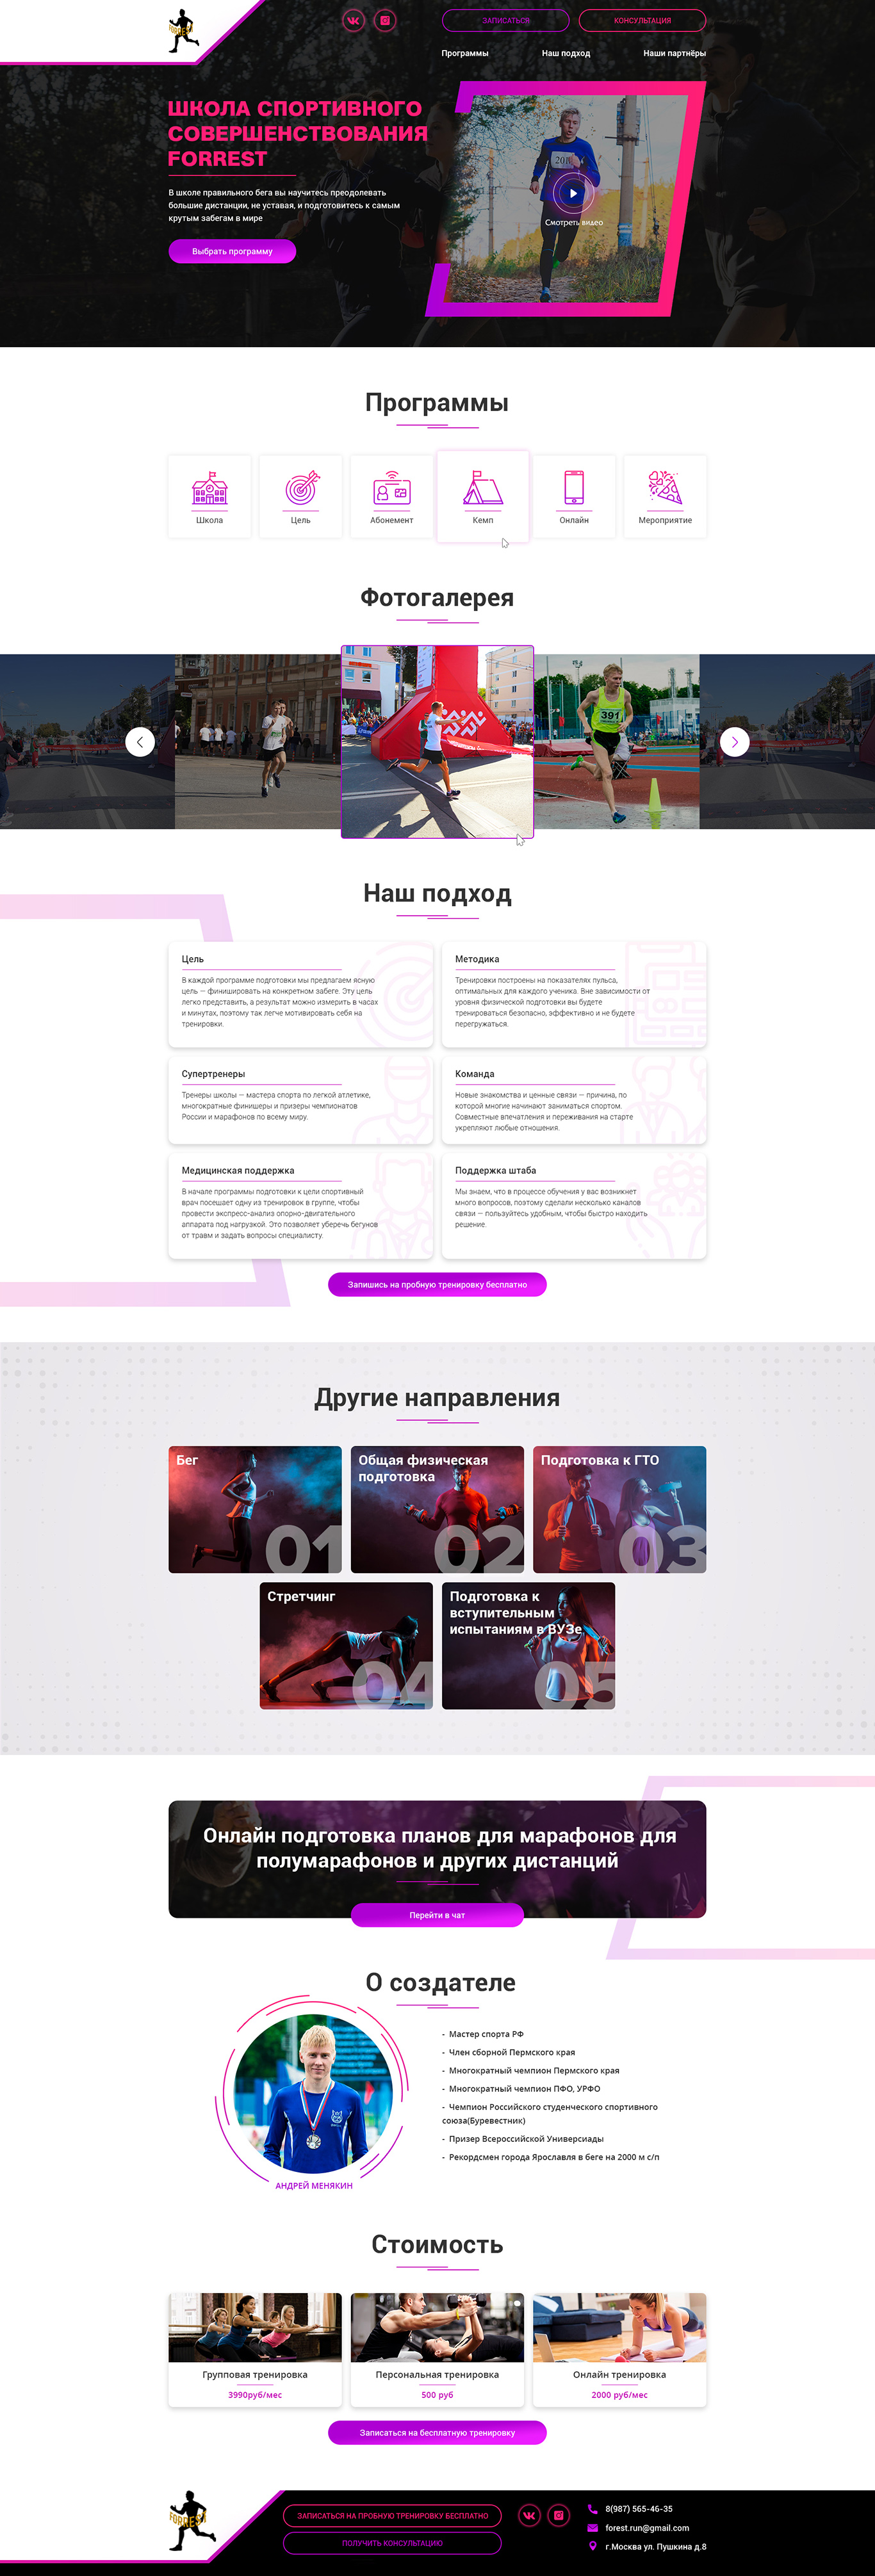 FORREST
ЗАПИСАТЬСЯ
КОНСУЛЬТАЦИЯ
Программы
Наш подход
Наши партнёры
ШКОЛА СПОРТИВНОГО
СОВЕРШЕНСТВОВАНИЯ
FORREST
В школе правильного бега вы научитесь преодолевать
большие дистанции, не уставая, и подготовитесь к самым
крутым забегам в мире
Выбрать программу
Смотреть видео
Программы
Школа
Цель
Абонемент
Кемп
Онлайн
Мероприятие
Фотогалерея
391
Наш подход
Цель
В каждой программе подготовки мы предлагаем ясную
цель — финишировать на конкретном забеге. Эту цель
легко представить, а результат можно измерить в часах
и минутах, поэтому так легче мотивировать себя на
тренировки.
Методика
Тренировки построены на показателях пульса,
оптимальных для каждого ученика. Вне зависимости от
уровня физической подготовки вы будете
тренироваться безопасно, эффективно и не будете
перегружаться.
Супертренеры
Тренеры школы — мастера спорта по легкой атлетике,
многократные финишеры и призеры чемпионатов
России и марафонов по всему миру.
Команда
Новые знакомства и ценные связи — причина, по
которой многие начинают заниматься спортом.
Совместные впечатления и переживания на старте
укрепляют любые отношения.
Медицинская поддержка
В начале программы подготовки к цели спортивный
врач посещает одну из тренировок в группе, чтобы
провести экспресс-анализ опорно-двигательного
аппарата под нагрузкой. Это позволит уберечь бегунов
от травм и задать вопросы специалисту.
Поддержка штаба
Мы знаем, что в процессе обучения у вас возникнет
много вопросов, поэтому сделали несколько каналов
связи — пользуйтесь удобным, чтобы быстро находить
решение.
Запишись на пробную тренировку бесплатно
Другие направления
Бег
01
Общая физическая
подготовка
02
Подготовка к ГТО
03
Стретчинг
04
Подготовка к
вступительным
испытаниям в ВУЗе
05
Онлайн подготовка планов для марафонов для
полумарафонов и других дистанций
Перейти в чат
О создателе
- Мастер спорта РФ
- Член сборной Пермского края
- Многократный чемпион Пермского края
- Многократный чемпион ПФО, УРФО
- Чемпион Российского студенческого спортивного
союза(Буревестник)
- Призер Всероссийской Универсиады
- Рекордсмен города Ярославля в беге на 2000 м с/п
АНДРЕЙ МЕНЯКИН
Стоимость
Групповая тренировка
3990руб/мес
Персональная тренировка
500 руб
Онлайн тренировка
2000 руб/мес
Записаться на бесплатную тренировку
FORREST
ЗАПИСАТЬСЯ НА ПРОБНУЮ ТРЕНИРОВКУ БЕСПЛАТНО
ПОЛУЧИТЬ КОНСУЛЬТАЦИЮ
8(987) 565-46-35
forest.run@gmail.com
г.Москва ул. Пушкина д.8